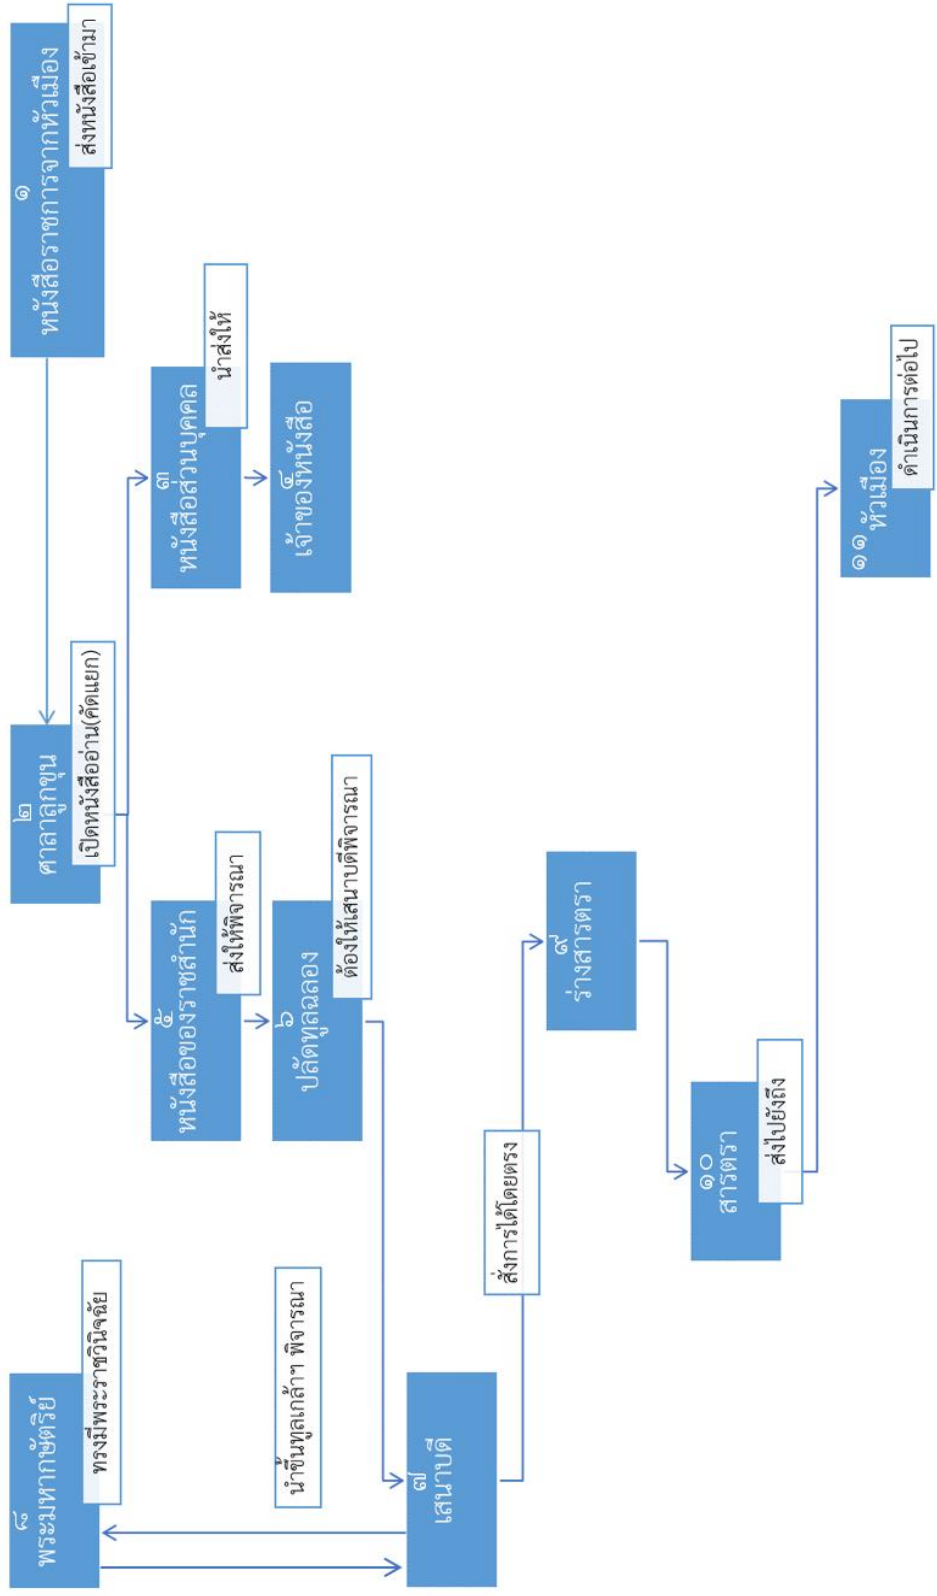 ๑
หนังสือราชการจากหัวเมือง
ส่งหนังสือเข้ามา
๒
ศาลาลูกขุน
เปิดหนังสืออ่าน(คัดแยก)
๓
หนังสือส่วนบุคคล
นำส่งให้
๔
เจ้าของหนังสือ
๕
หนังสือของราชสำนัก
ส่งให้พิจารณา
๖
ปลัดทูลฉลอง
ต้องให้เสนาบดีพิจารณา
๗
เสนาบดี
นำขึ้นทูลเกล้าฯ พิจารณา
๘
พระมหากษัตริย์
ทรงมีพระราชวินิจฉัย
สั่งการได้โดยตรง
๙
ร่างสารตรา
๑๐
สารตรา
ส่งไปยังถึง
๑๑
หัวเมือง
ดำเนินการต่อไป